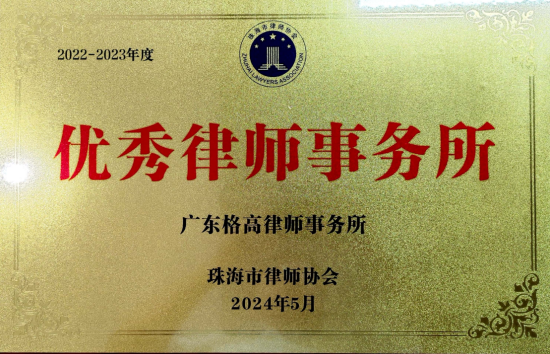 珠海市律师协会
ZHUHAI LAWYERS ASSOCIATION
2022-2023年度
优秀律师事务所
广东格高律师事务所
珠海市律师协会
2024年5月